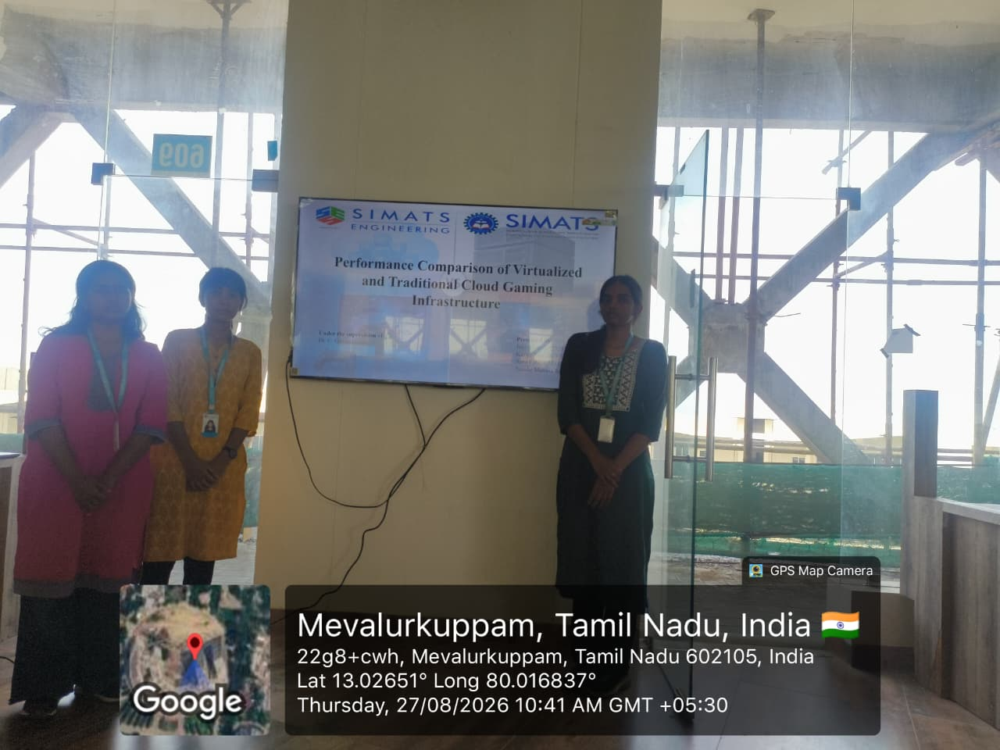 609
SIMATS
ENGINEERING
SIMATS
Performance Comparison of Virtualized
and Traditional Cloud Gaming
Infrastructure
Under the supervision of
GPS Map Camera
Mevalurkuppam, Tamil Nadu, India
22g8+cwh, Mevalurkuppam, Tamil Nadu 602105, India
Lat 13.02651° Long 80.016837°
Thursday, 27/08/2026 10:41 AM GMT +05:30
Google